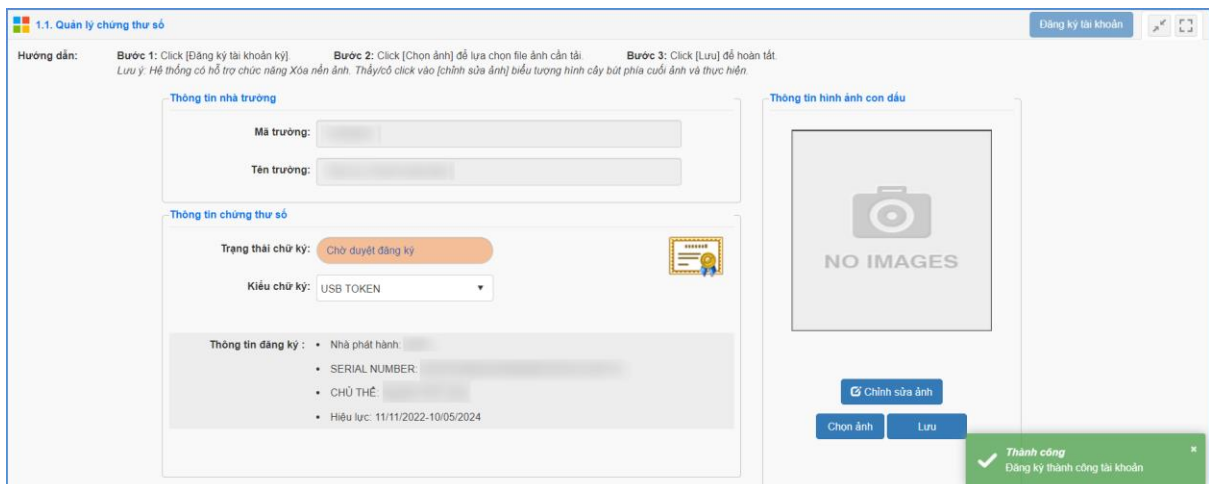 1.1. Quản lý chứng thư số
Đăng ký tài khoản
Hướng dẫn: Bước 1: Click [Đăng ký tài khoản ký]. Bước 2: Click [Chọn ảnh] để lựa chọn file ảnh cần tải. Bước 3: Click [Lưu] để hoàn tất.
Lưu ý: Hệ thống có hỗ trợ chức năng Xóa nền ảnh. Thầy/cô click vào [chỉnh sửa ảnh] biểu tượng hình cây bút phía cuối ảnh và thực hiện.
Thông tin nhà trường
Mã trường:
Tên trường:
Thông tin chứng thư số
Trạng thái chữ ký: Chờ duyệt đăng ký
Kiểu chữ ký: USB TOKEN
Thông tin đăng ký : • Nhà phát hành:
• SERIAL NUMBER:
• CHỦ THỂ:
• Hiệu lực: 11/11/2022-10/05/2024
Thông tin hình ảnh con dấu
NO IMAGES
Chỉnh sửa ảnh
Chọn ảnh
Lưu
Thành công
Đăng ký thành công tài khoản